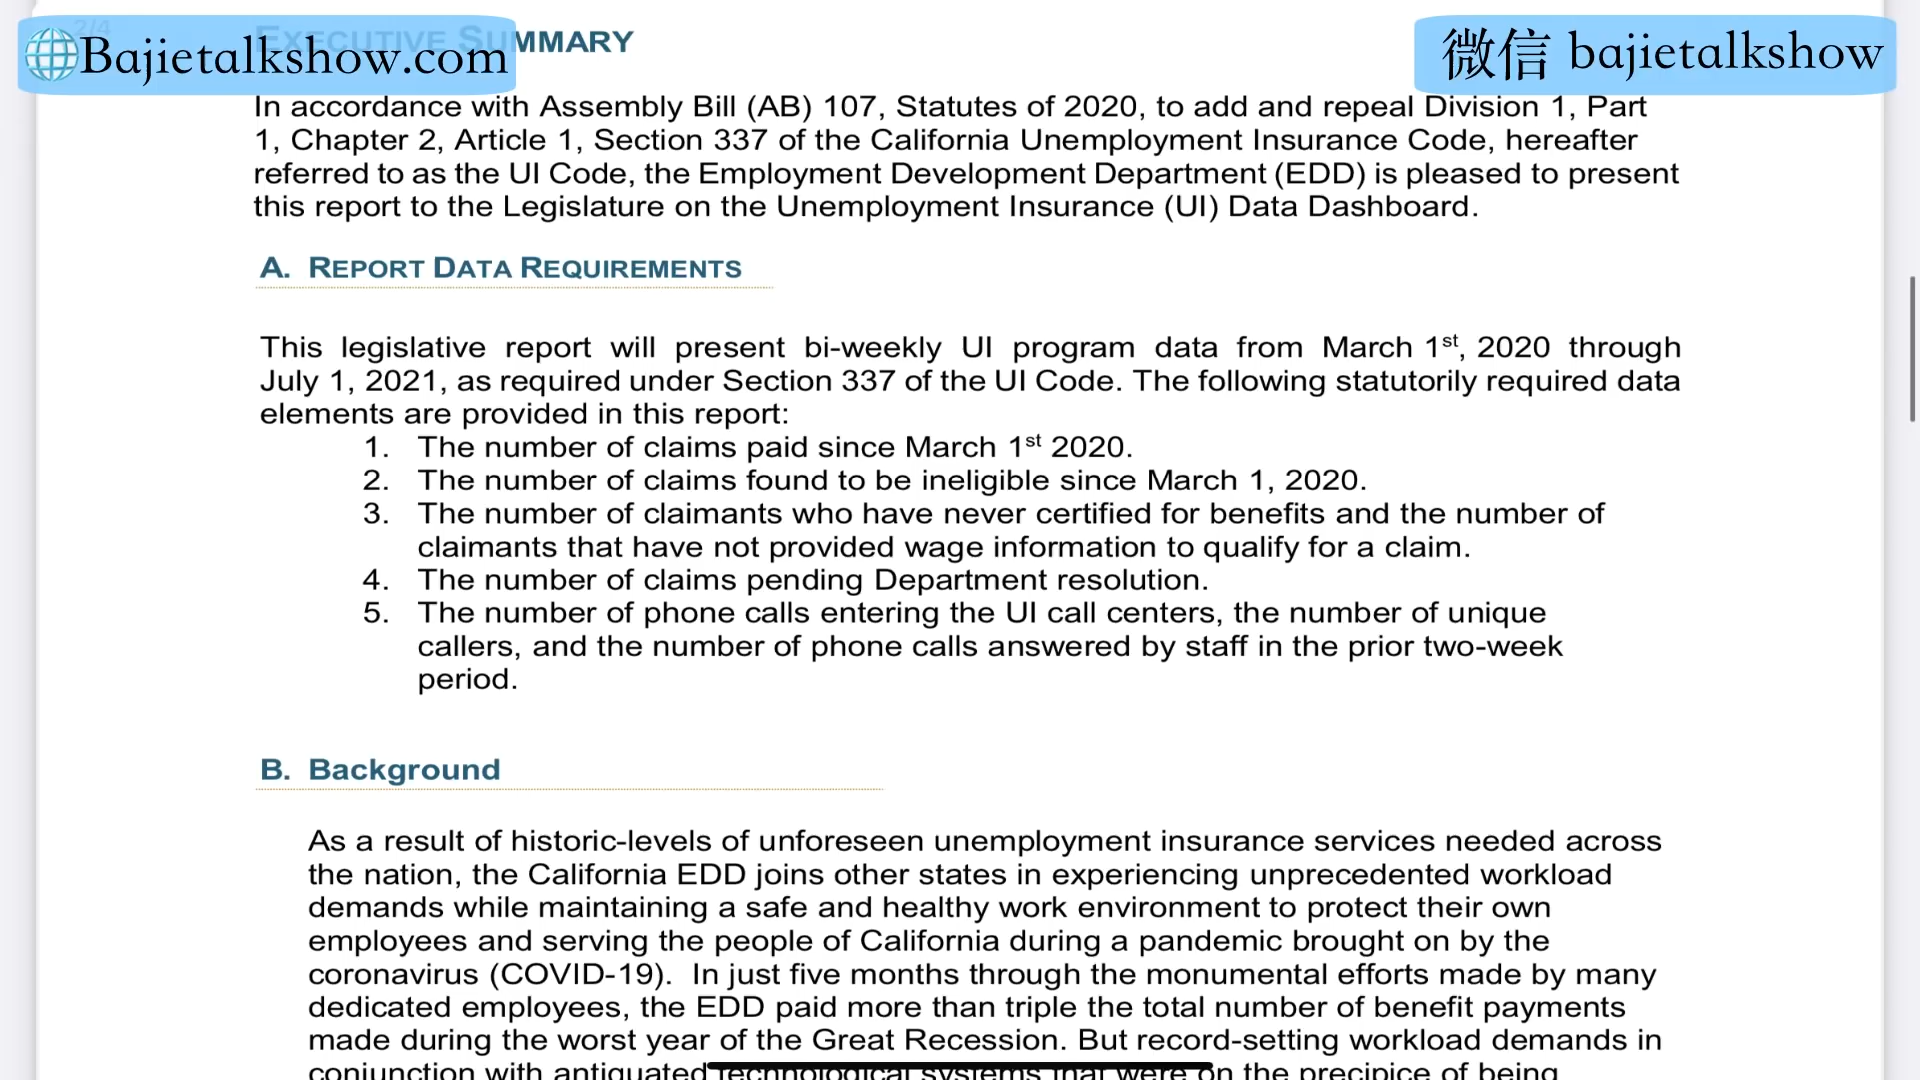 2/4
EXECUTIVE SUMMARY
Bajietalkshow.com
微信 bajietalkshow
In accordance with Assembly Bill (AB) 107, Statutes of 2020, to add and repeal Division 1, Part
1, Chapter 2, Article 1, Section 337 of the California Unemployment Insurance Code, hereafter
referred to as the UI Code, the Employment Development Department (EDD) is pleased to present
this report to the Legislature on the Unemployment Insurance (UI) Data Dashboard.
A. REPORT DATA REQUIREMENTS
This legislative report will present bi-weekly UI program data from March 1st, 2020 through
July 1, 2021, as required under Section 337 of the UI Code. The following statutorily required data
elements are provided in this report:
1. The number of claims paid since March 1st 2020.
2. The number of claims found to be ineligible since March 1, 2020.
3. The number of claimants who have never certified for benefits and the number of
claimants that have not provided wage information to qualify for a claim.
4. The number of claims pending Department resolution.
5. The number of phone calls entering the UI call centers, the number of unique
callers, and the number of phone calls answered by staff in the prior two-week
period.
B. Background
As a result of historic-levels of unforeseen unemployment insurance services needed across
the nation, the California EDD joins other states in experiencing unprecedented workload
demands while maintaining a safe and healthy work environment to protect their own
employees and serving the people of California during a pandemic brought on by the
coronavirus (COVID-19). In just five months through the monumental efforts made by many
dedicated employees, the EDD paid more than triple the total number of benefit payments
made during the worst year of the Great Recession. But record-setting workload demands in
conjunction with antiquated technological systems that were on the precipice of being